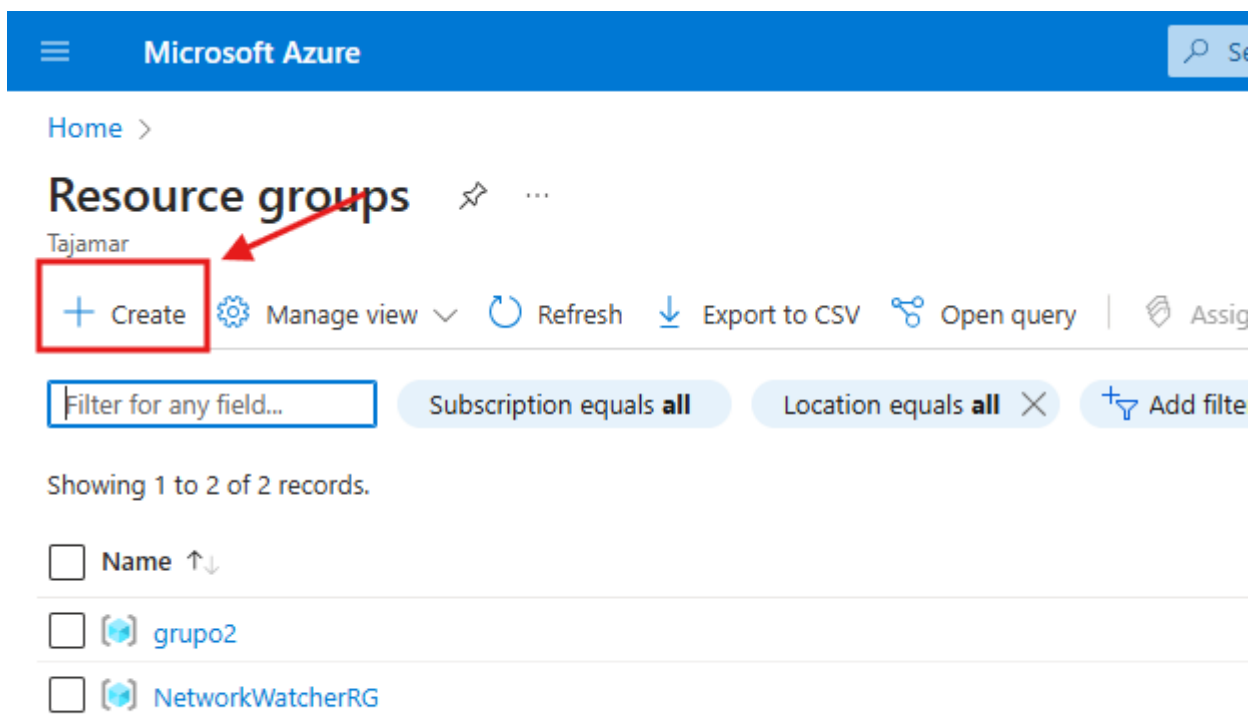 Microsoft Azure
Home >
Resource groups ...
Tajamar
+ Create Manage view Refresh Export to CSV Open query
Filter for any field... Subscription equals all Location equals all Add
Showing 1 to 2 of 2 records.
Name ↑↓
grupo2
NetworkWatcherRG